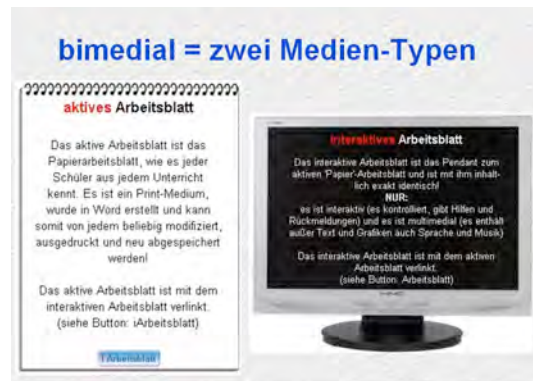 bimedial = zwei Medien-Typen
aktives Arbeitsblatt
Das aktive Arbeitsblatt ist das
Papierarbeitsblatt, wie es jeder
Schüler aus jedem Unterricht
kennt. Es ist ein Print-Medium,
wurde in Word erstellt und kann
somit von jedem beliebig modifiziert,
ausgedruckt und neu abgespeichert
werden!
Das aktive Arbeitsblatt ist mit dem
interaktiven Arbeitsblatt verlinkt.
(siehe Button: iArbeitsblatt)
interaktives Arbeitsblatt
Das interaktive Arbeitsblatt ist das Pendant zum
aktiven 'Papier'-Arbeitsblatt und ist mit ihm inhalt-
lich exakt identisch!
NUR:
es ist interaktiv (es kontrolliert, gibt Hilfen und
Rückmeldungen) und es ist multimedial (es enthält
außer Text und Grafiken auch Sprache und Musik)
Das interaktive Arbeitsblatt ist mit dem aktiven
Arbeitsblatt verlinkt.
(siehe Button: Arbeitsblatt)